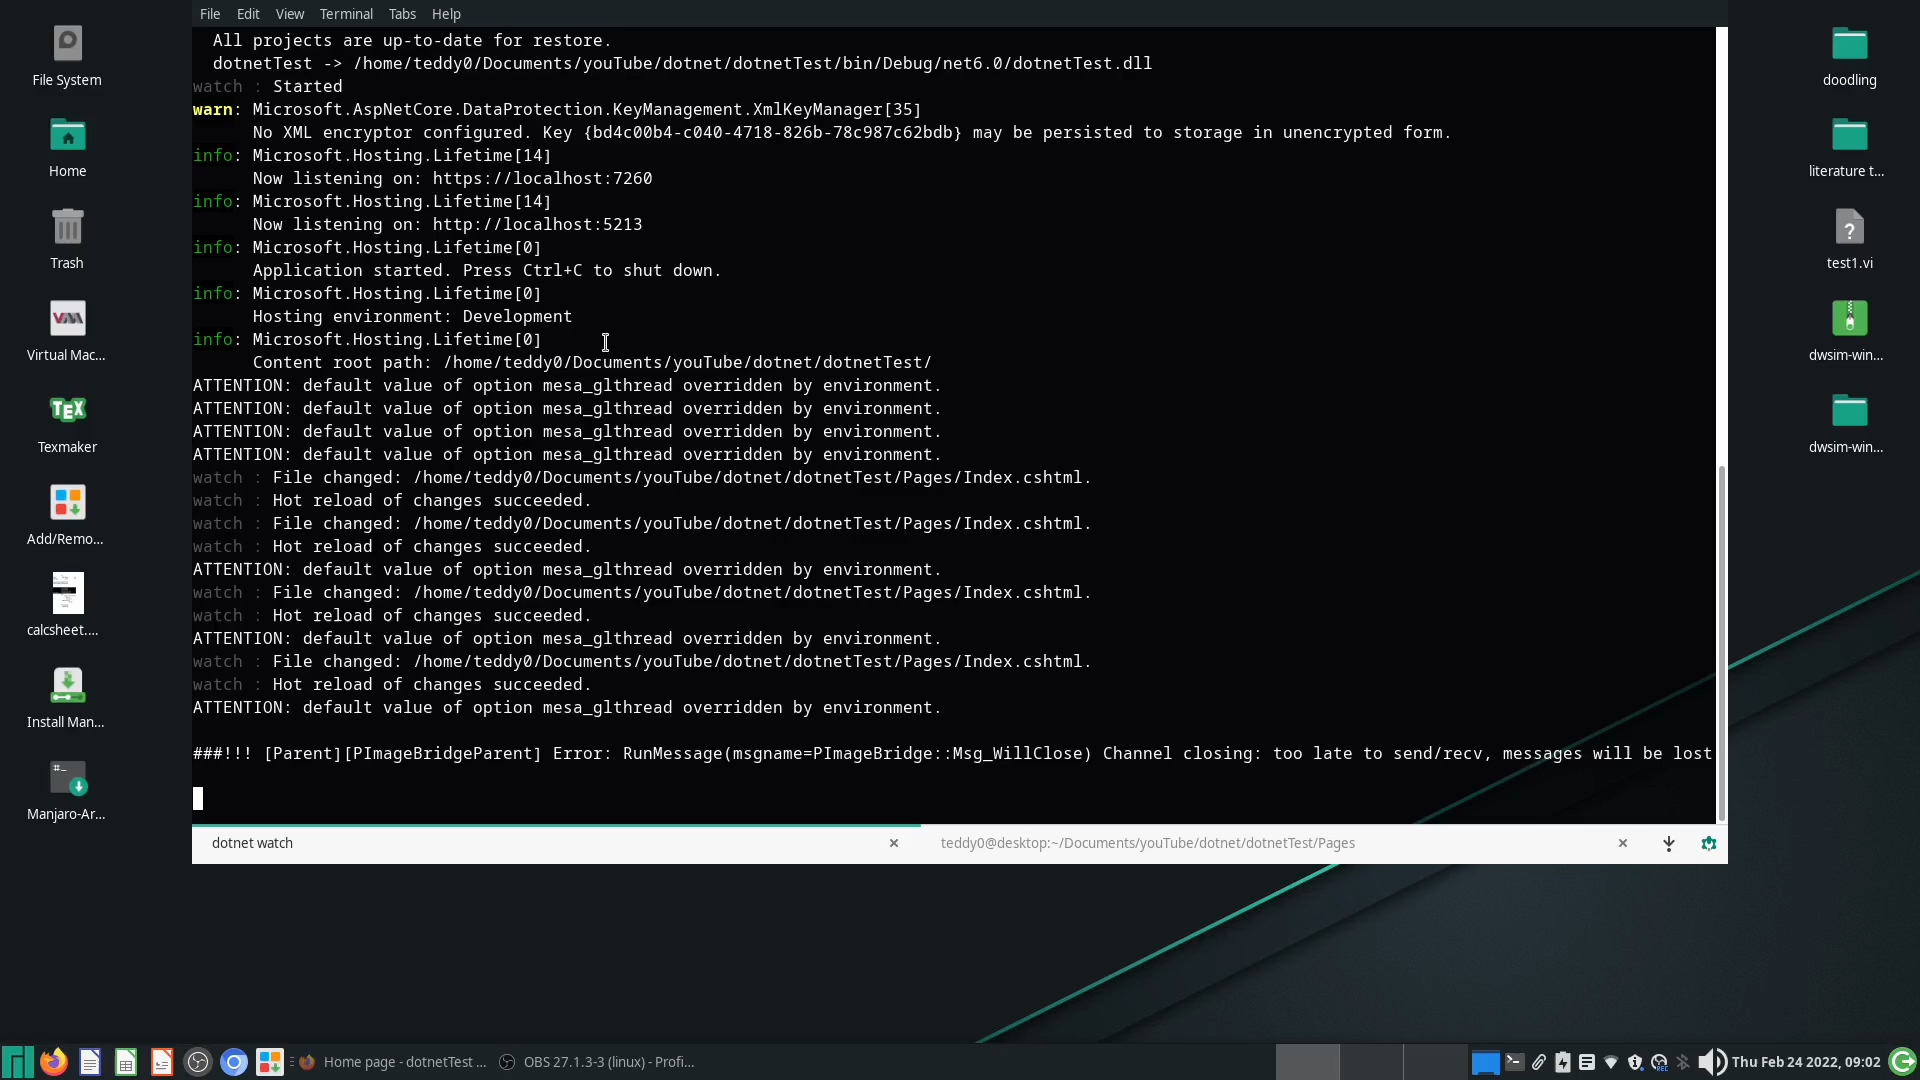 File Edit View Terminal Tabs Help
All projects are up-to-date for restore.
dotnetTest -> /home/teddy0/Documents/youTube/dotnet/dotnetTest/bin/Debug/net6.0/dotnetTest.dll
watch : Started
warn: Microsoft.AspNetCore.DataProtection.KeyManagement.XmlKeyManager[35]
No XML encryptor configured. Key {bd4c00b4-c040-4718-826b-78c987c62bdb} may be persisted to storage in unencrypted form.
info: Microsoft.Hosting.Lifetime[14]
Now listening on: https://localhost:7260
info: Microsoft.Hosting.Lifetime[14]
Now listening on: http://localhost:5213
info: Microsoft.Hosting.Lifetime[0]
Application started. Press Ctrl+C to shut down.
info: Microsoft.Hosting.Lifetime[0]
Hosting environment: Development
info: Microsoft.Hosting.Lifetime[0]
Content root path: /home/teddy0/Documents/youTube/dotnet/dotnetTest/
ATTENTION: default value of option mesa_glthread overridden by environment.
ATTENTION: default value of option mesa_glthread overridden by environment.
ATTENTION: default value of option mesa_glthread overridden by environment.
ATTENTION: default value of option mesa_glthread overridden by environment.
watch : File changed: /home/teddy0/Documents/youTube/dotnet/dotnetTest/Pages/Index.cshtml.
watch : Hot reload of changes succeeded.
watch : File changed: /home/teddy0/Documents/youTube/dotnet/dotnetTest/Pages/Index.cshtml.
watch : Hot reload of changes succeeded.
ATTENTION: default value of option mesa_glthread overridden by environment.
watch : File changed: /home/teddy0/Documents/youTube/dotnet/dotnetTest/Pages/Index.cshtml.
watch : Hot reload of changes succeeded.
ATTENTION: default value of option mesa_glthread overridden by environment.
watch : File changed: /home/teddy0/Documents/youTube/dotnet/dotnetTest/Pages/Index.cshtml.
watch : Hot reload of changes succeeded.
ATTENTION: default value of option mesa_glthread overridden by environment.
###!!! [Parent][PImageBridgeParent] Error: RunMessage(msgname=PImageBridge::Msg_WillClose) Channel closing: too late to send/recv, messages will be lost
dotnet watch
teddy0@desktop:~/Documents/youTube/dotnet/dotnetTest/Pages
File System
Home
Trash
VM
Virtual Mac...
TEX
Texmaker
Add/Remo...
calcsheet....
Install Man...
Manjaro-Ar...
doodling
literature t...
?
test1.vi
dwsim-win...
dwsim-win...
Home page - dotnetTest ...
OBS 27.1.3-3 (linux) - Profi...
Thu Feb 24 2022, 09:02